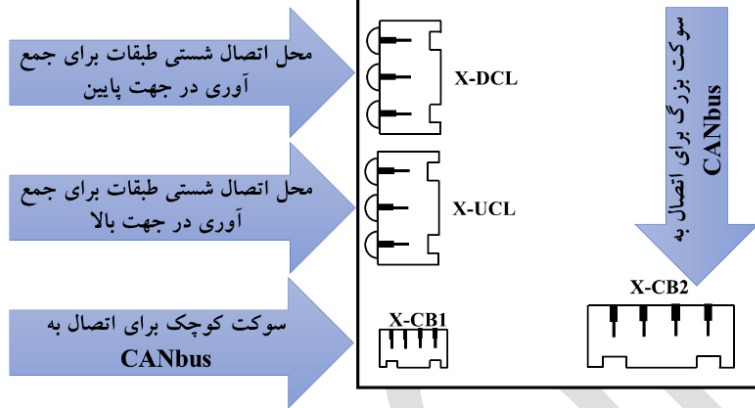 محل اتصال شستی طبقات برای جمع
آوری در جهت پایین
X-DCL
محل اتصال شستی طبقات برای جمع
آوری در جهت بالا
X-UCL
سوکت کوچک برای اتصال به
CANbus
X-CB1
سوکت بزرگ برای اتصال به
CANbus
X-CB2